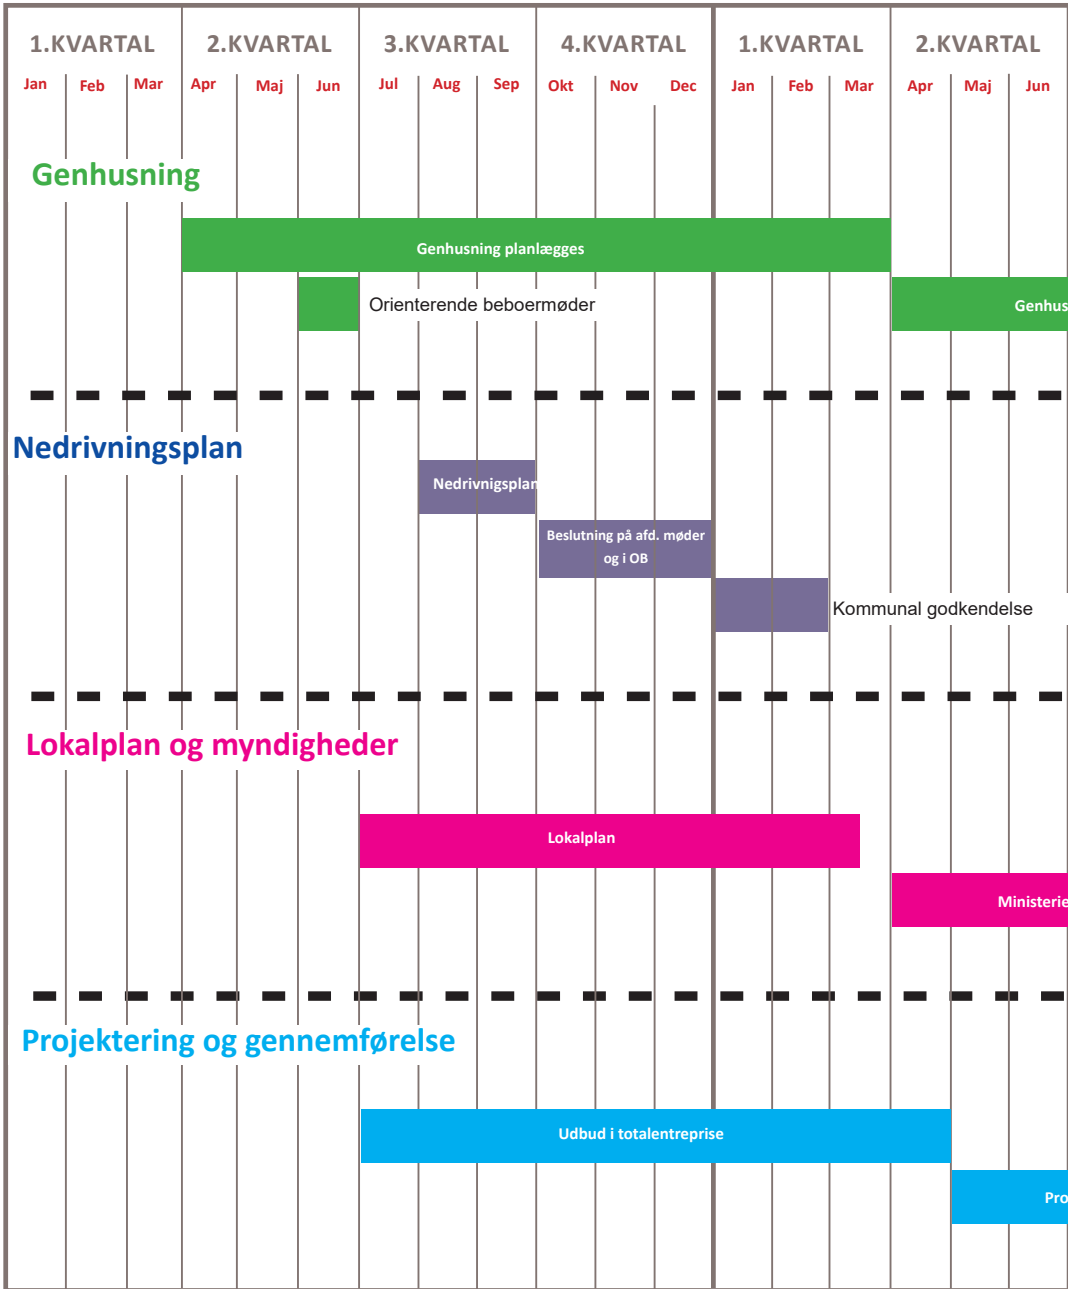 1.KVARTAL 2.KVARTAL 3.KVARTAL 4.KVARTAL 1.KVARTAL 2.KVARTAL
Jan Feb Mar Apr Maj Jun Jul Aug Sep Okt Nov Dec Jan Feb Mar Apr Maj Jun
Genhusning
Genhusning planlægges
Orienterende beboermøder
Genhus
Nedrivningsplan
Nedrivnigsplan
Beslutning på afd. møder
og i OB
Kommunal godkendelse
Lokalplan og myndigheder
Lokalplan
Ministerie
Projektering og gennemførelse
Udbud i totalentreprise
Pro